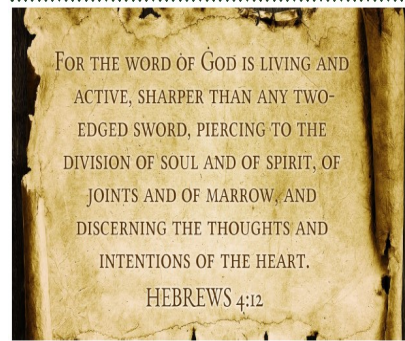 For the word of God is living and
active, sharper than any two-
edged sword, piercing to the
division of soul and of spirit, of
joints and of marrow, and
discerning the thoughts and
intentions of the heart.
HEBREWS 4:12